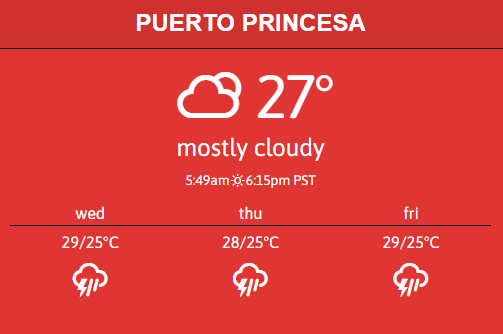 PUERTO PRINCESA
27°
mostly cloudy
5:49am 6:15pm PST
wed thu fri
29/25°C 28/25°C 29/25°C